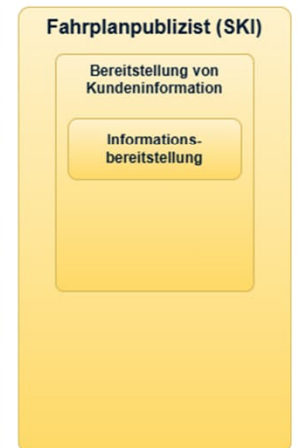 Fahrplanpublizist (SKI)
Bereitstellung von
Kundeninformation
Informations-
bereitstellung